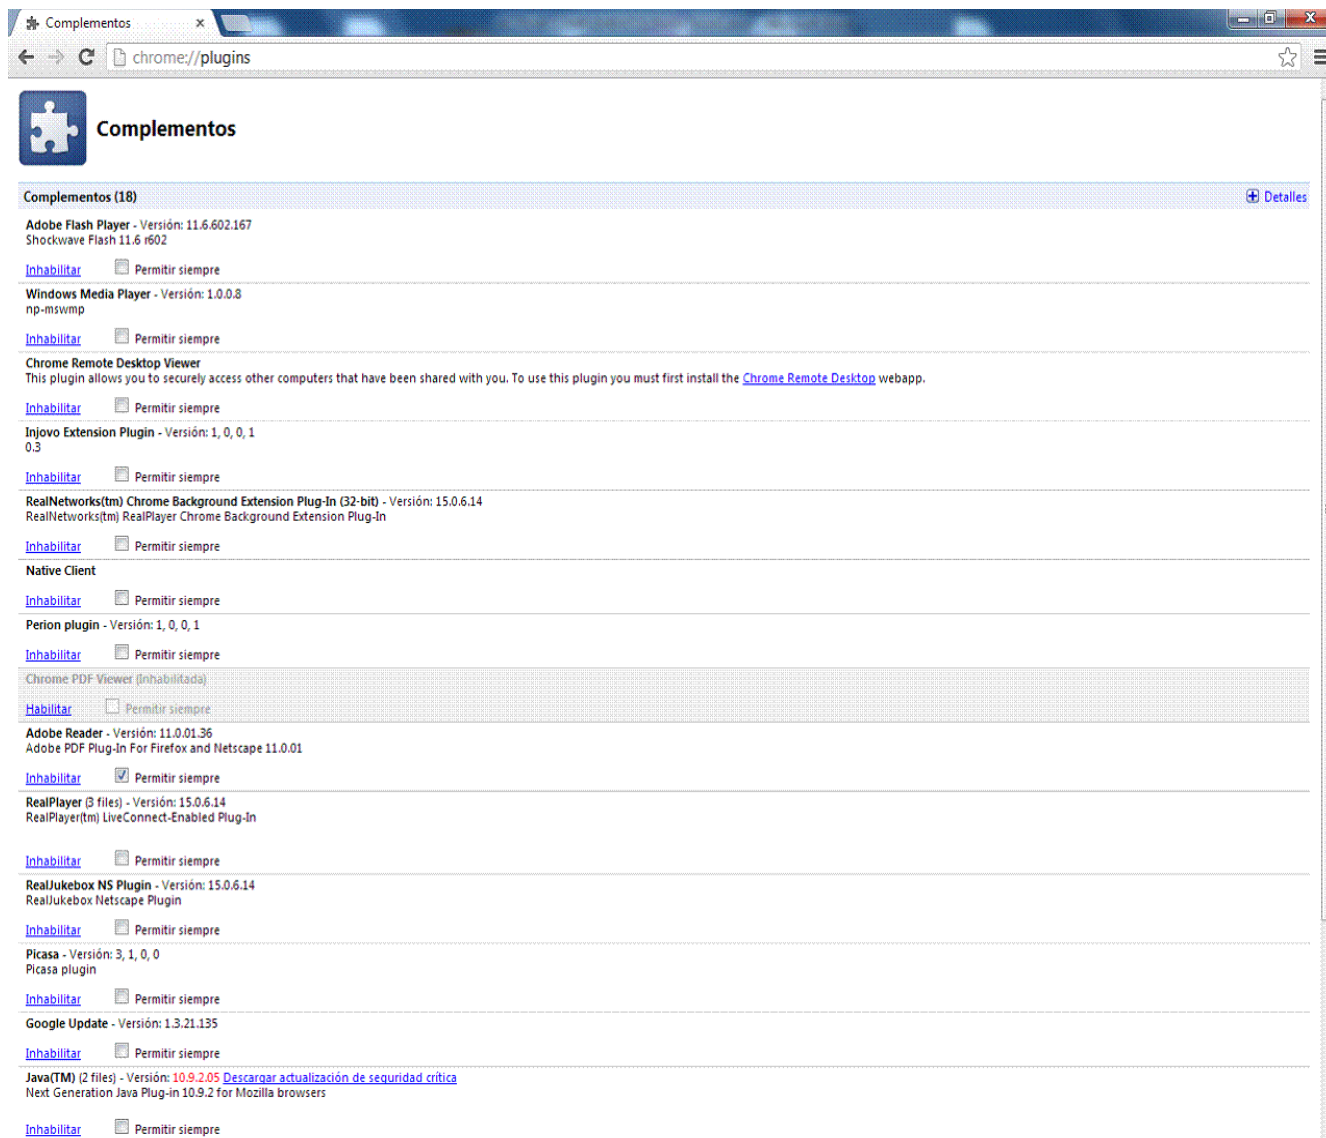 Complementos
chrome://plugins
Complementos
Complementos (18)
Detalles
Adobe Flash Player - Versión: 11.6.602.167
Shockwave Flash 11.6 r602
Inhabilitar Permitir siempre
Windows Media Player - Versión: 1.0.0.8
np-mswmp
Inhabilitar Permitir siempre
Chrome Remote Desktop Viewer
This plugin allows you to securely access other computers that have been shared with you. To use this plugin you must first install the Chrome Remote Desktop webapp.
Inhabilitar Permitir siempre
Injovo Extension Plugin - Versión: 1, 0, 0, 1
0.3
Inhabilitar Permitir siempre
RealNetworks(tm) Chrome Background Extension Plug-In (32-bit) - Versión: 15.0.6.14
RealNetworks(tm) RealPlayer Chrome Background Extension Plug-In
Inhabilitar Permitir siempre
Native Client
Inhabilitar Permitir siempre
Perion plugin - Versión: 1, 0, 0, 1
Inhabilitar Permitir siempre
Chrome PDF Viewer (Inhabilitada)
Habilitar Permitir siempre
Adobe Reader - Versión: 11.0.01.36
Adobe PDF Plug-In For Firefox and Netscape 11.0.01
Inhabilitar Permitir siempre
RealPlayer (3 files) - Versión: 15.0.6.14
RealPlayer(tm) LiveConnect-Enabled Plug-In
Inhabilitar Permitir siempre
RealJukebox NS Plugin - Versión: 15.0.6.14
RealJukebox Netscape Plugin
Inhabilitar Permitir siempre
Picasa - Versión: 3, 1, 0, 0
Picasa plugin
Inhabilitar Permitir siempre
Google Update - Versión: 1.3.21.135
Inhabilitar Permitir siempre
Java(TM) (2 files) - Versión: 10.9.2.05 Descargar actualización de seguridad crítica
Next Generation Java Plug-in 10.9.2 for Mozilla browsers
Inhabilitar Permitir siempre